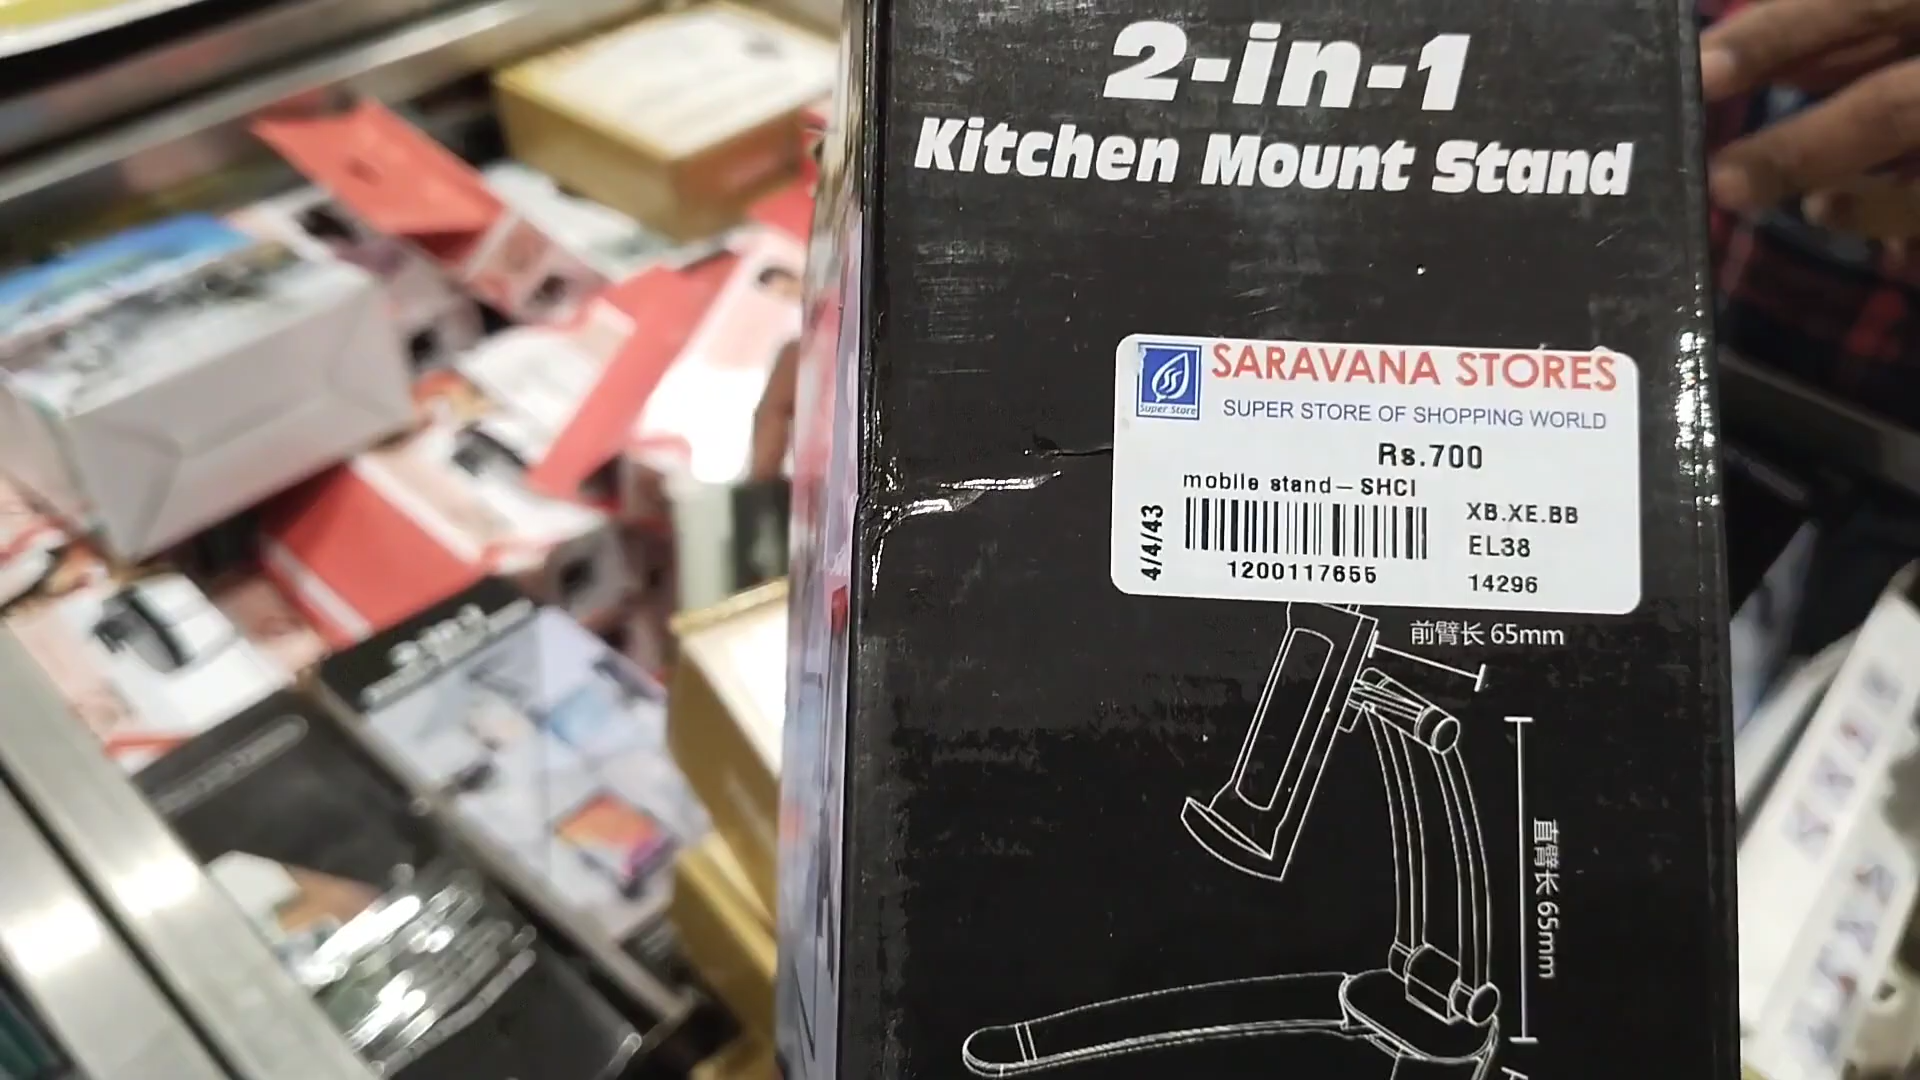 2-in-1
Kitchen Mount Stand
SARAVANA STORES
Super Store
SUPER STORE OF SHOPPING WORLD
Rs.700
mobile stand – SHCI
XB.XE.BB
4/4/43
EL38
1200117655
14296
前臂长 65mm
直臂长 65mm